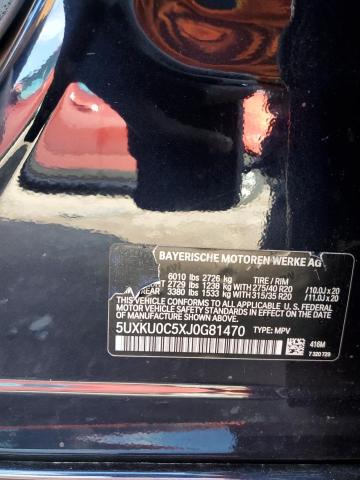 BAYERISCHE MOTOREN WERKE AG
6010 lbs 2726 kg TIRE / RIM
2729 lbs 1238 kg WITH 275/40 R20 /10.0J x 20
REAR 3380 lbs 1533 kg WITH 315/35 R20 /11.0J x 20
THIS VEHICLE CONFORMS TO ALL APPLICABLE U.S. FEDERAL
MOTOR VEHICLE SAFETY, AND THEFT PREVENTION
STANDARDS IN EFFECT ON THE DATE OF
MANUFACTURE SHOWN ABOVE.
5UXKU0C5XJ0G81470 TYPE: MPV
416M
7 320 729